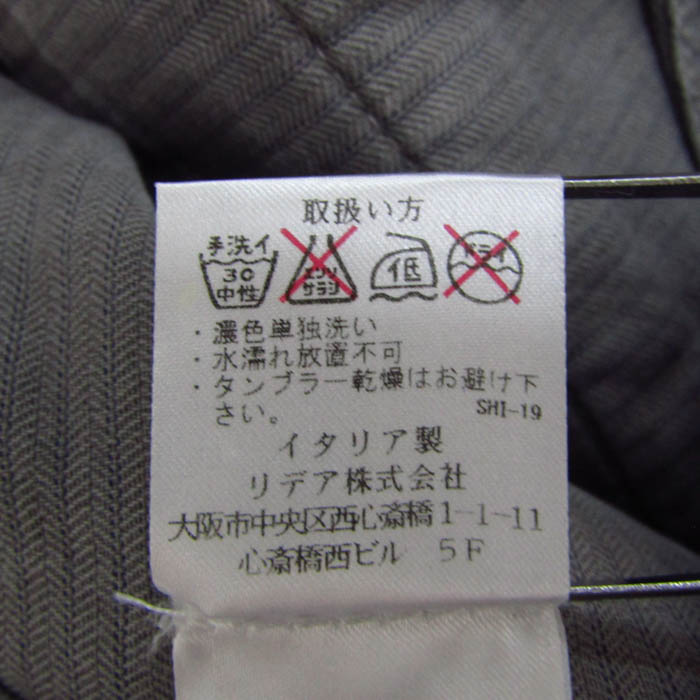 取扱い方
手洗イ
30
中性
エンソ
サラシ
低
ドライ
・濃色単独洗い
・水濡れ放置不可
・タンブラー乾燥はお避け下
さい。
SHI-19
イタリア製
リデア株式会社
大阪市中央区西心斎橋1-1-11
心斎橋西ビル 5F